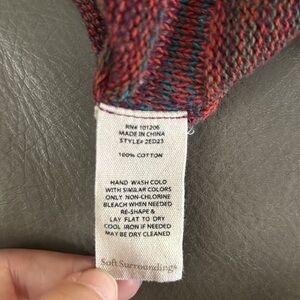 RN# 101206
MADE IN CHINA
STYLE# 2ED23
100% COTTON
HAND WASH COLD
WITH SIMILAR COLORS
ONLY NON-CHLORINE
BLEACH WHEN NEEDED
RE-SHAPE &
LAY FLAT TO DRY
COOL IRON IF NEEDED
MAY BE DRY CLEANED
Soft Surroundings